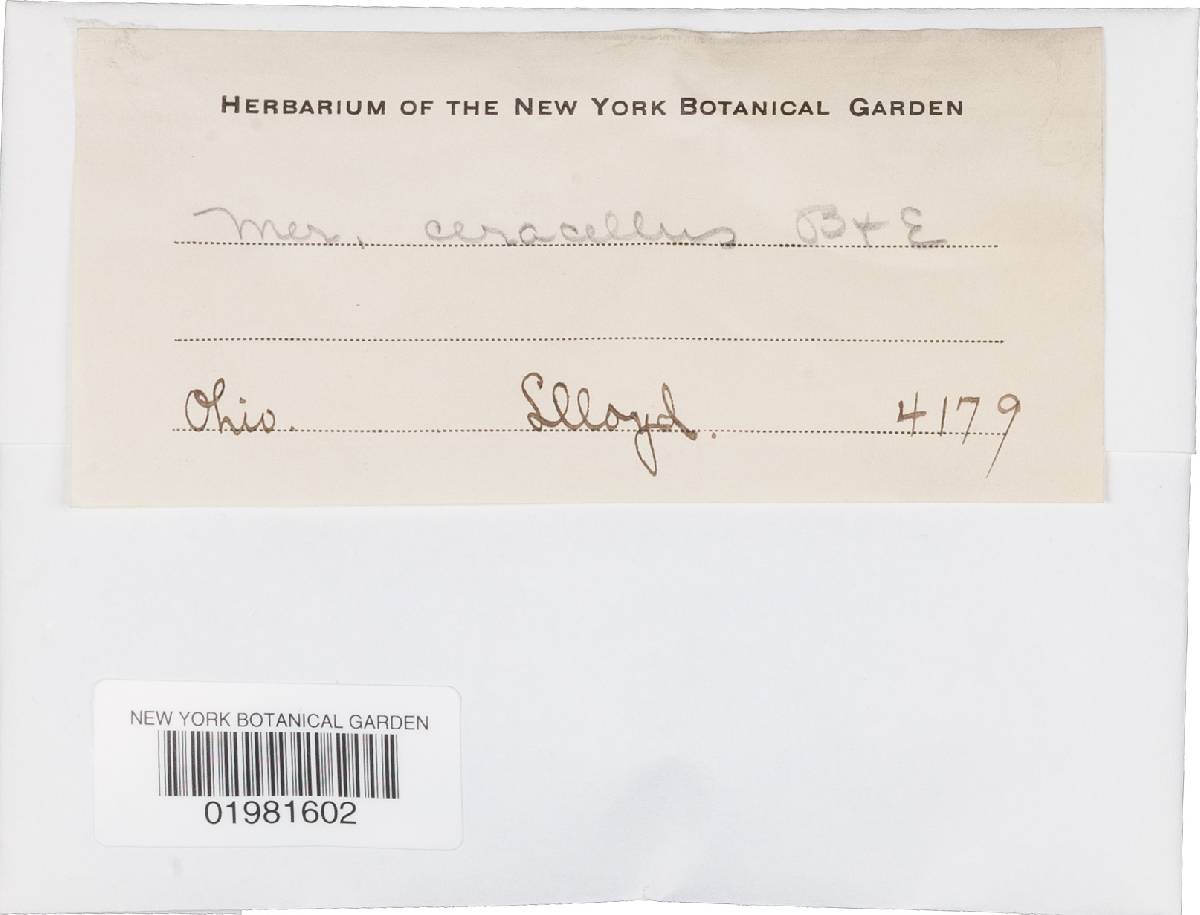 HERBARIUM OF THE NEW YORK BOTANICAL GARDEN
Mer. ceracellus B & E
Ohio. Lloyd. 4179
NEW YORK BOTANICAL GARDEN
01981602